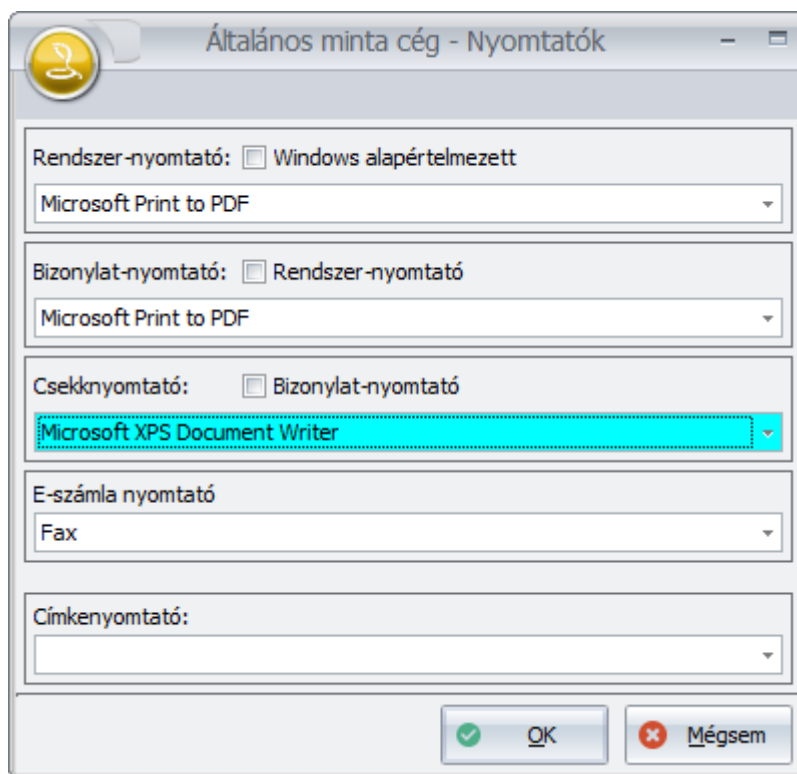 Általános minta cég - Nyomtatók
Rendszer-nyomtató: Windows alapértelmezett
Microsoft Print to PDF
Bizonylat-nyomtató: Rendszer-nyomtató
Microsoft Print to PDF
Csekknyomtató: Bizonylat-nyomtató
Microsoft XPS Document Writer
E-számla nyomtató
Fax
Címkenyomtató:
OK Mégsem